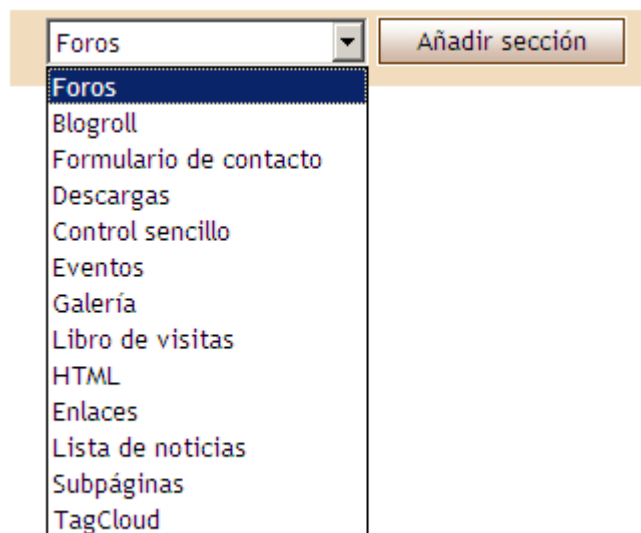 Foros Añadir sección
Foros
Blogroll
Formulario de contacto
Descargas
Control sencillo
Eventos
Galería
Libro de visitas
HTML
Enlaces
Lista de noticias
Subpáginas
TagCloud